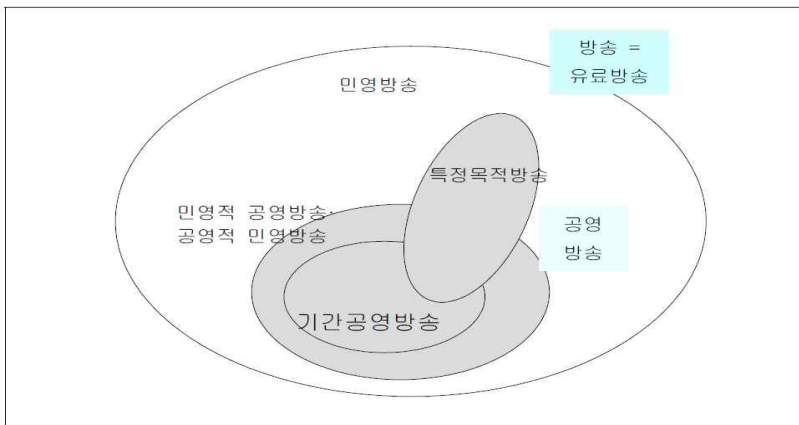 방송 =
유료방송
민영방송
특정목적방송
민영적 공영방송·
공영적 민영방송
공영
방송
기간공영방송